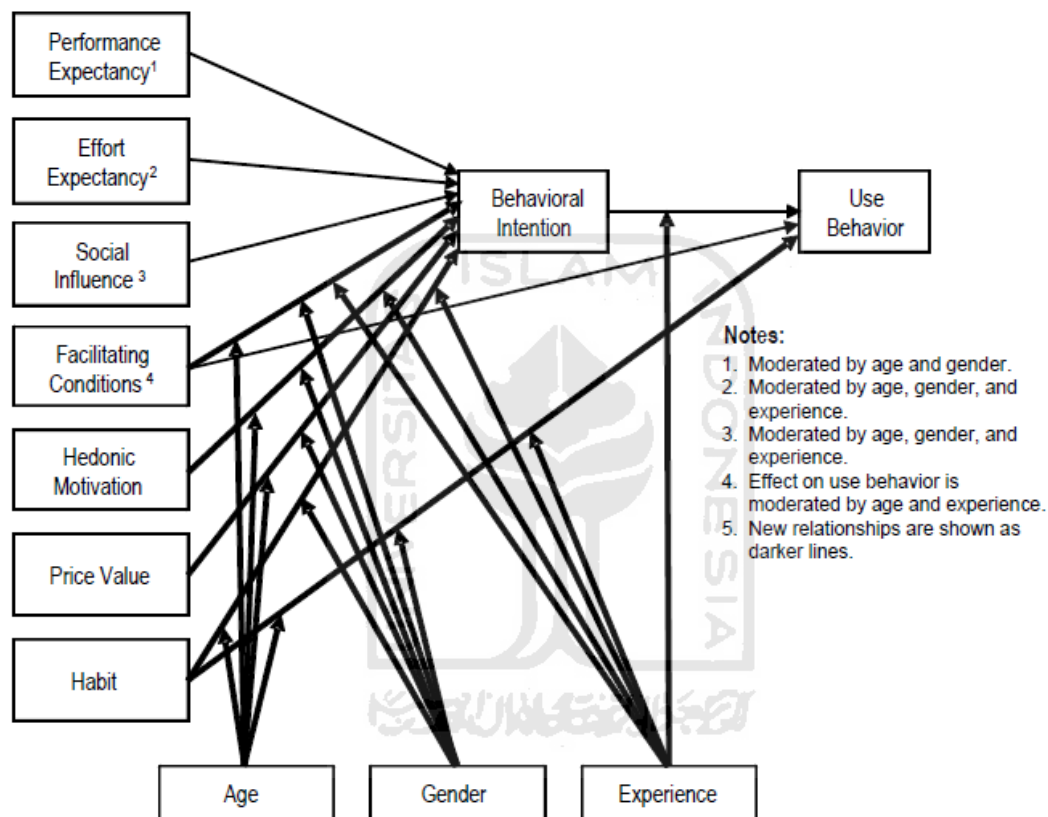 Performance
Expectancy1
Effort
Expectancy2
Behavioral
Intention
Use
Behavior
Social
Influence 3
Facilitating
Conditions 4
Hedonic
Motivation
Price Value
Habit
Notes:
1. Moderated by age and gender.
2. Moderated by age, gender, and
experience.
3. Moderated by age, gender, and
experience.
4. Effect on use behavior is
moderated by age and experience.
5. New relationships are shown as
darker lines.
Age
Gender
Experience
UNIVERSITAS
ISLAM
INDONESIA